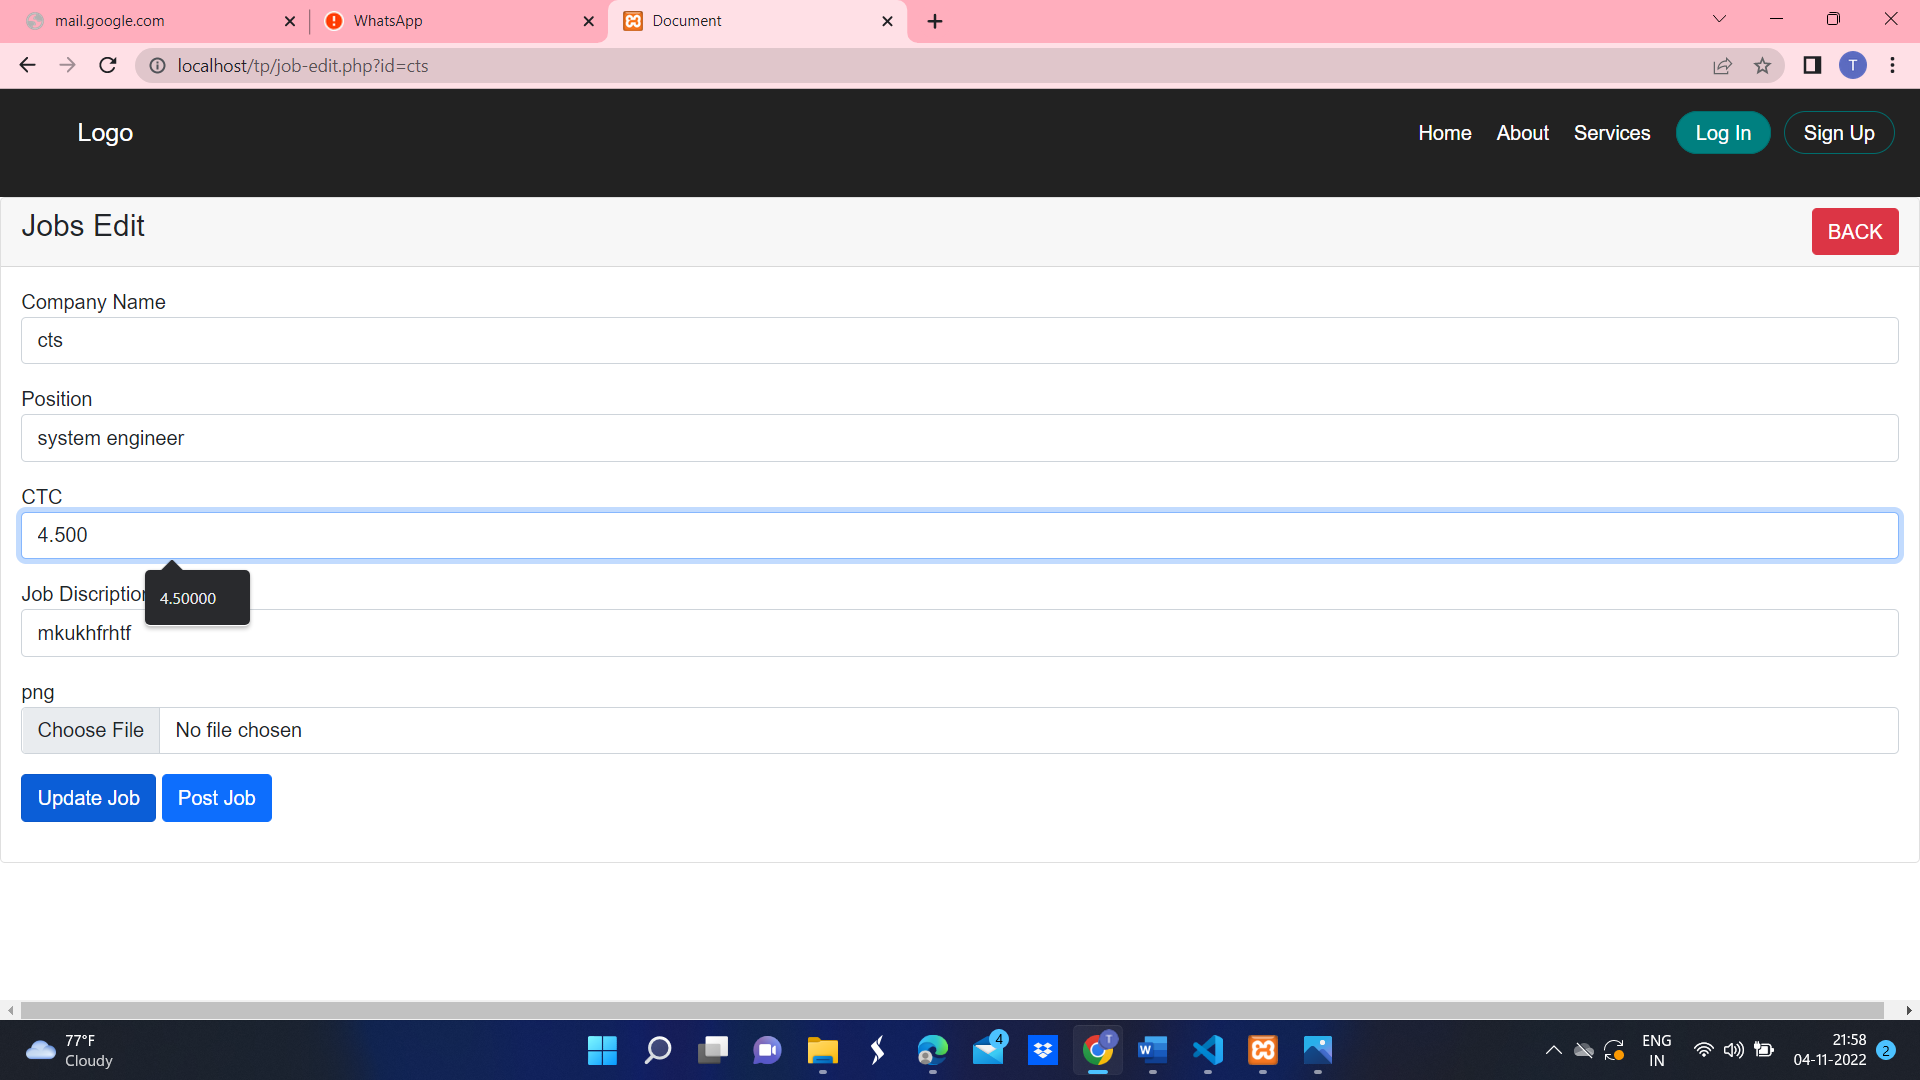 mail.google.com
WhatsApp
Document
localhost/tp/job-edit.php?id=cts
T
Logo
Home
About
Services
Log In
Sign Up
Jobs Edit
BACK
Company Name
cts
Position
system engineer
CTC
4.500
4.50000
Job Discription
mkukhfrhtf
png
Choose File
No file chosen
Update Job
Post Job
77°F
Cloudy
4
T
W
ENG
IN
21:58
04-11-2022
2